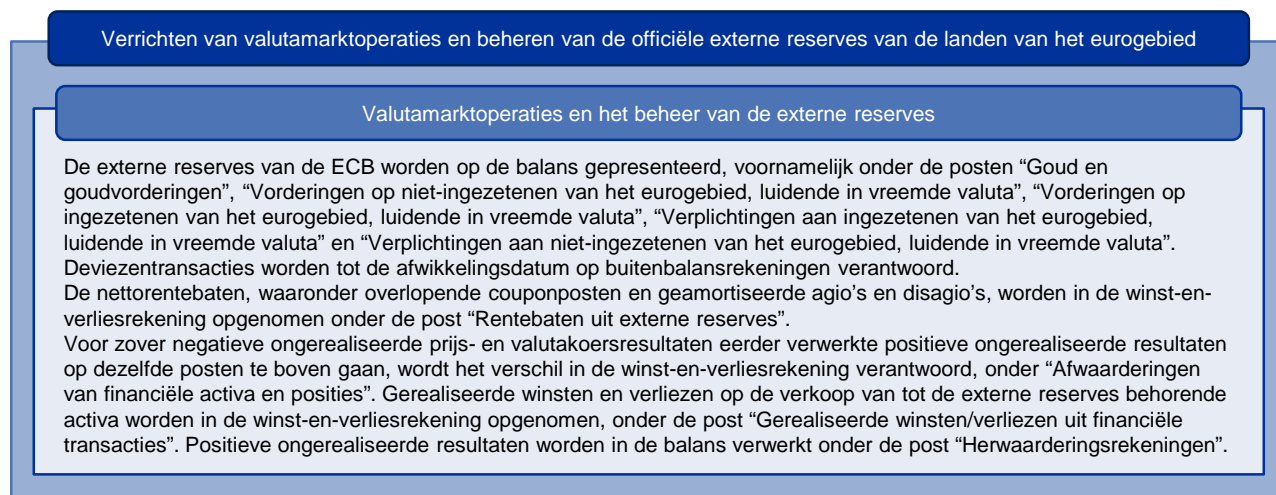 Verrichten van valutamarktoperaties en beheren van de officiële externe reserves van de landen van het eurogebied
Valutamarktoperaties en het beheer van de externe reserves
De externe reserves van de ECB worden op de balans gepresenteerd, voornamelijk onder de posten “Goud en
goudvorderingen”, “Vorderingen op niet-ingezetenen van het eurogebied, luidende in vreemde valuta”, “Vorderingen op
ingezetenen van het eurogebied, luidende in vreemde valuta”, “Verplichtingen aan ingezetenen van het eurogebied,
luidende in vreemde valuta” en “Verplichtingen aan niet-ingezetenen van het eurogebied, luidende in vreemde valuta”.
Deviezentransacties worden tot de afwikkelingsdatum op buitenbalansrekeningen verantwoord.
De nettorentebaten, waaronder overlopende couponposten en geamortiseerde agio’s en disagio’s, worden in de winst-en-
verliesrekening opgenomen onder de post “Rentebaten uit externe reserves”.
Voor zover negatieve ongerealiseerde prijs- en valutakoersresultaten eerder verwerkte positieve ongerealiseerde resultaten
op dezelfde posten te boven gaan, wordt het verschil in de winst-en-verliesrekening verantwoord, onder “Afwaarderingen
van financiële activa en posities”. Gerealiseerde winsten en verliezen op de verkoop van tot de externe reserves behorende
activa worden in de winst-en-verliesrekening opgenomen, onder de post “Gerealiseerde winsten/verliezen uit financiële
transacties”. Positieve ongerealiseerde resultaten worden in de balans verwerkt onder de post “Herwaarderingsrekeningen”.